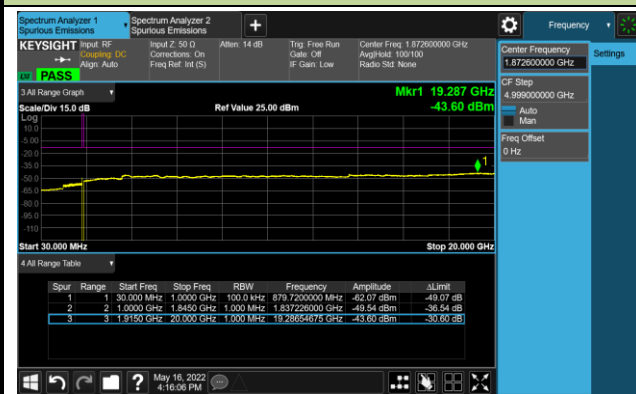 Spectrum Analyzer 1
Spurious Emissions
Spectrum Analyzer 2
Spurious Emissions
+
Frequency
KEYSIGHT
Input: RF
Coupling: DC
Align: Auto
Input Z: 50 Ω
Corrections: On
Freq Ref: Int (S)
Atten: 14 dB
Trig: Free Run
Gate: Off
IF Gain: Low
Center Freq: 1.872600000 GHz
Avg|Hold: 100/100
Radio Std: None
PASS
Center Frequency
1.872600000 GHz
Settings
CF Step
4.999000000 GHz
Auto
Man
Freq Offset
0 Hz
3 All Range Graph
Mkr1 19.287 GHz
Scale/Div 15.0 dB
Ref Value 25.00 dBm
-43.60 dBm
Log
10.0
-5.00
-20.0
-35.0
-50.0
-65.0
-80.0
-95.0
-110
1
Start 30.000 MHz
Stop 20.000 GHz
4 All Range Table
Spur Range Start Freq Stop Freq RBW Frequency Amplitude ΔLimit
1 1 30.000 MHz 1.0000 GHz 100.0 kHz 879.7200000 MHz -62.07 dBm -49.07 dB
2 2 1.0000 GHz 1.8450 GHz 1.000 MHz 1.837226000 GHz -49.54 dBm -36.54 dB
3 3 1.9150 GHz 20.000 GHz 1.000 MHz 19.28654675 GHz -43.60 dBm -30.60 dB
?
May 16, 2022
4:16:06 PM